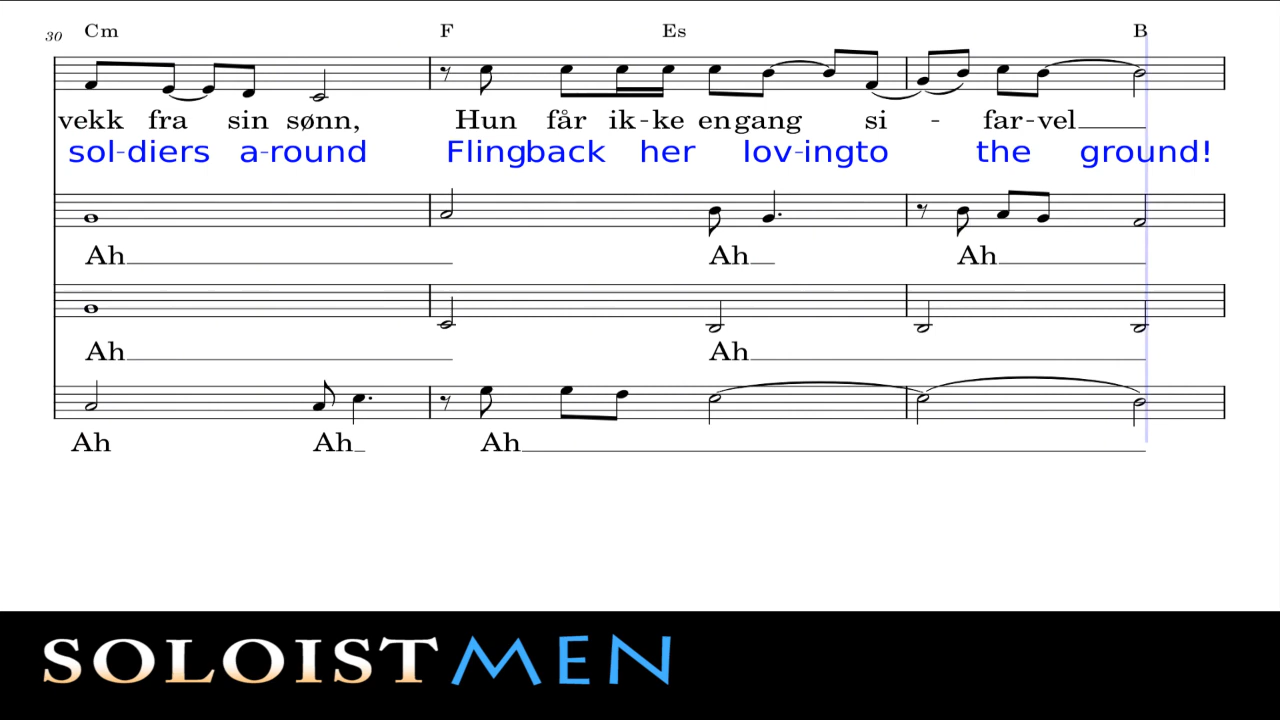 30 Cm F Es B
vekk fra sin sønn, Hun får ik-ke engang si - far-vel
sol-diers a-round Flingback her lov-ingto the ground!
Ah Ah Ah
Ah Ah
Ah Ah Ah
SOLOIST MEN